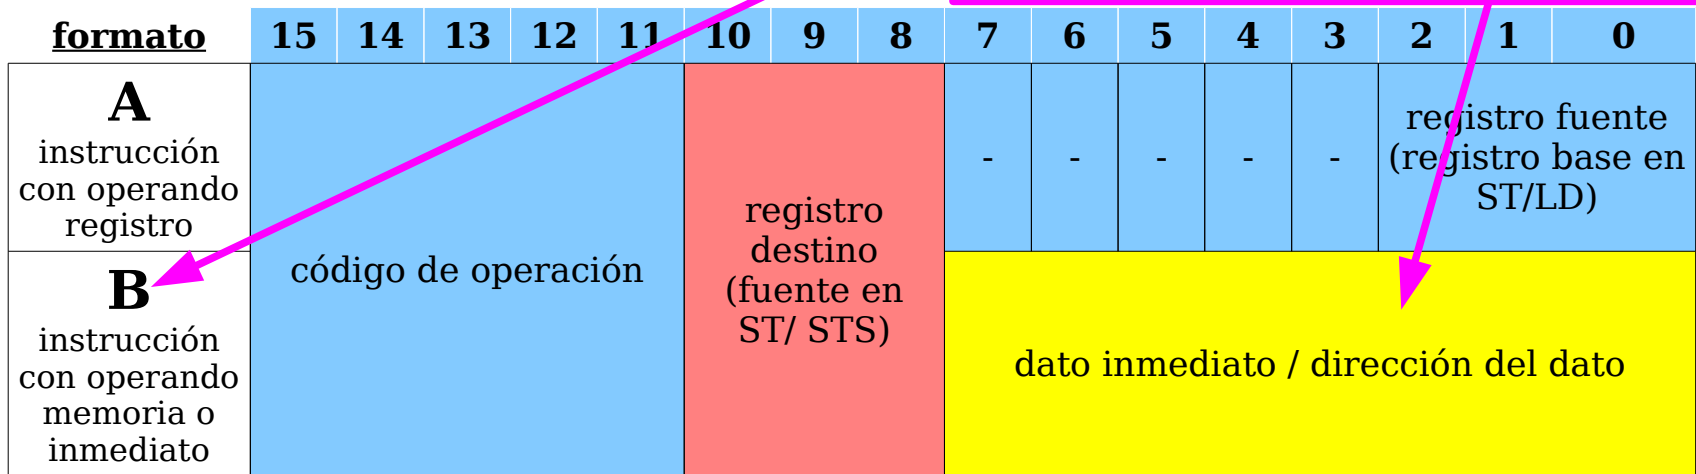 formato 15 14 13 12 11 10 9 8 7 6 5 4 3 2 1 0
A
instrucción
con operando
registro
B
instrucción
con operando
memoria o
inmediato
código de operación
registro
destino
(fuente en
ST/ STS)
- - - - -
registro fuente
(registro base en
ST/LD)
dato inmediato / dirección del dato